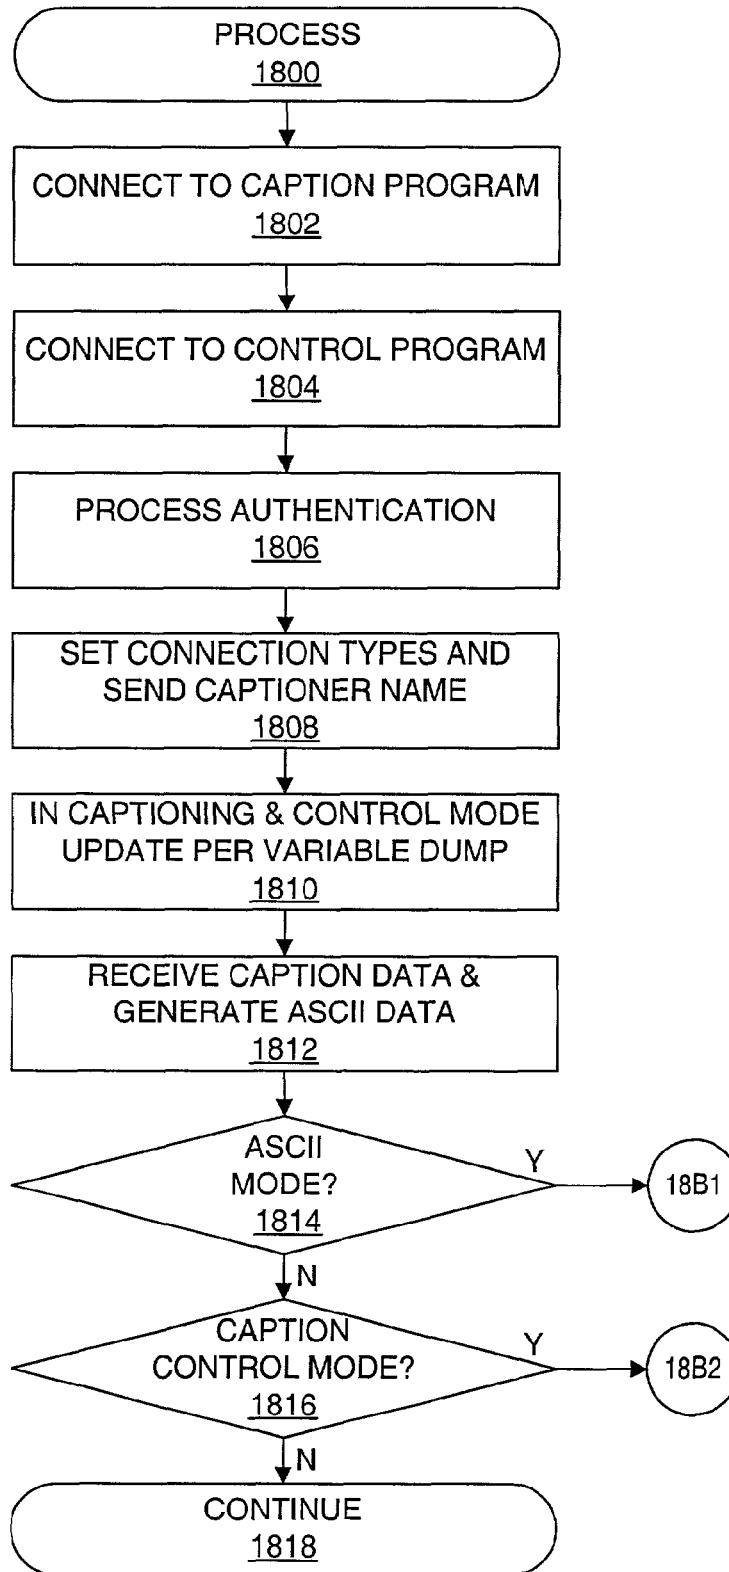 PROCESS
1800
CONNECT TO CAPTION PROGRAM
1802
CONNECT TO CONTROL PROGRAM
1804
PROCESS AUTHENTICATION
1806
SET CONNECTION TYPES AND
SEND CAPTIONER NAME
1808
IN CAPTIONING & CONTROL MODE
UPDATE PER VARIABLE DUMP
1810
RECEIVE CAPTION DATA &
GENERATE ASCII DATA
1812
ASCII
MODE?
1814
Y
18B1
N
CAPTION
CONTROL MODE?
1816
Y
18B2
N
CONTINUE
1818